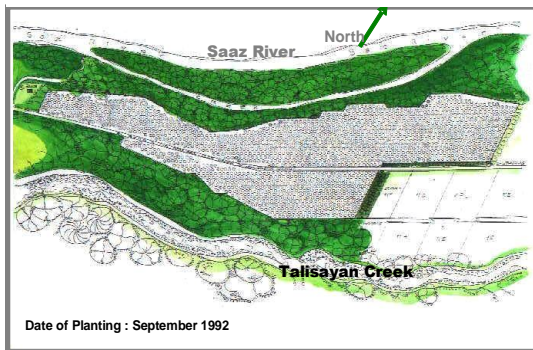 North
Saaz River
Talisayan Creek
Date of Planting : September 1992